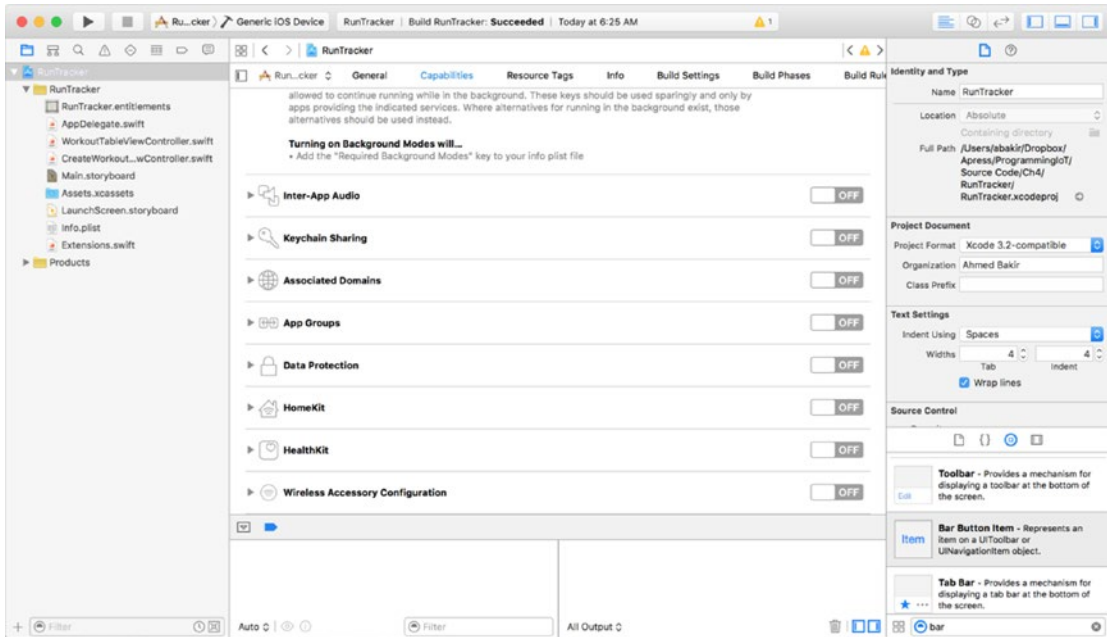 Ru...cker
Generic iOS Device
RunTracker | Build RunTracker: Succeeded | Today at 6:25 AM
1
RunTracker
RunTracker
RunTracker.entitlements
AppDelegate.swift
WorkoutTableViewController.swift
CreateWorkout...wController.swift
Main.storyboard
Assets.xcassets
LaunchScreen.storyboard
Info.plist
Extensions.swift
Products
Filter
RunTracker
Run...cker General Capabilities Resource Tags Info Build Settings Build Phases Build Rule
allowed to continue running while in the background. These keys should be used sparingly and only by
apps providing the indicated services. Where alternatives for running in the background exist, those
alternatives should be used instead.
Turning on Background Modes will...
• Add the "Required Background Modes" key to your info plist file
Inter-App Audio OFF
Keychain Sharing OFF
Associated Domains OFF
App Groups OFF
Data Protection OFF
HomeKit OFF
HealthKit OFF
Wireless Accessory Configuration OFF
Auto
Filter
All Output
Identity and Type
Name RunTracker
Location Absolute
Containing directory
Full Path /Users/abakir/Dropbox/
Apress/ProgrammingIoT/
Source Code/Ch4/
RunTracker/
RunTracker.xcodeproj
Project Document
Project Format Xcode 3.2-compatible
Organization Ahmed Bakir
Class Prefix
Text Settings
Indent Using Spaces
Widths 4 4
Tab Indent
Wrap lines
Source Control
{}
Toolbar - Provides a mechanism for
displaying a toolbar at the bottom of
the screen.
Edit
Bar Button Item - Represents an
item on a UIToolbar or
UINavigationItem object.
Item
Tab Bar - Provides a mechanism for
displaying a tab bar at the bottom of
the screen.
bar